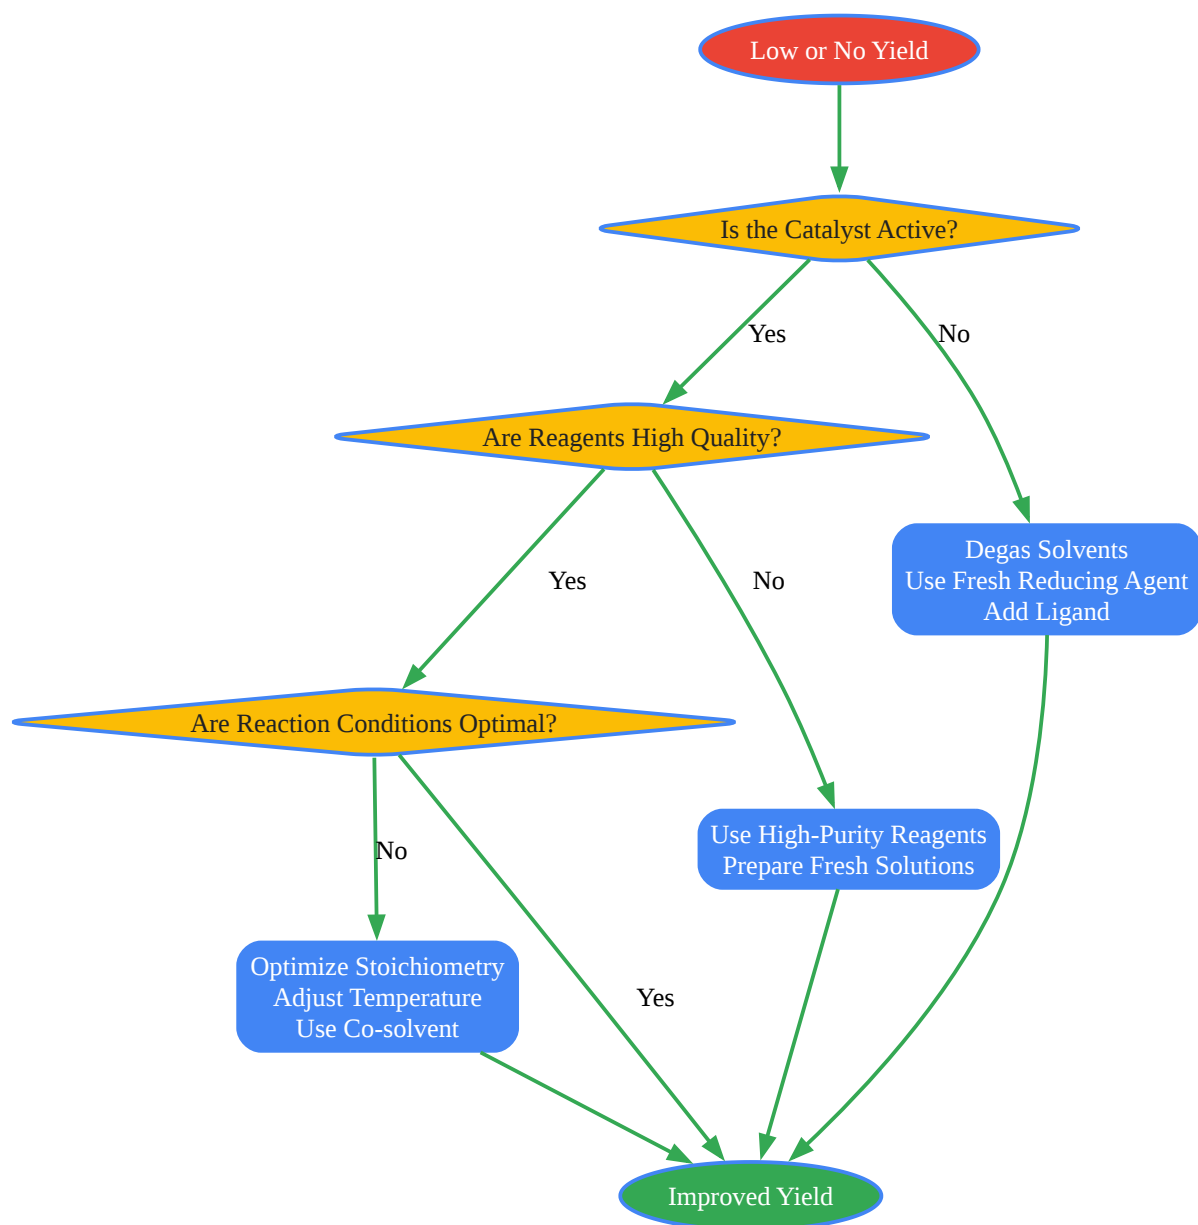 Low or No Yield
Is the Catalyst Active?
Yes
No
Are Reagents High Quality?
Degas Solvents
Use Fresh Reducing Agent
Add Ligand
Yes
No
Are Reaction Conditions Optimal?
Use High-Purity Reagents
Prepare Fresh Solutions
No
Optimize Stoichiometry
Adjust Temperature
Use Co-solvent
Yes
Improved Yield